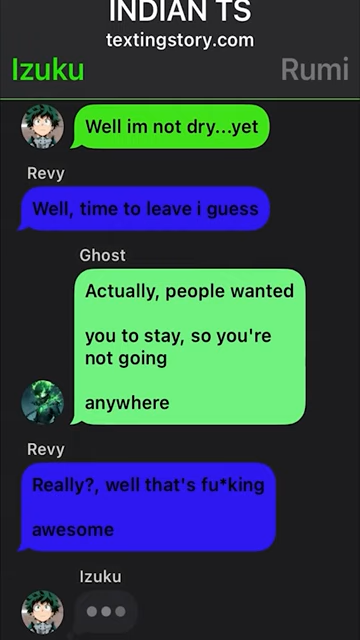 INDIAN TS
textingstory.com
Izuku
Rumi
Well im not dry...yet
Revy
Well, time to leave i guess
Ghost
Actually, people wanted
you to stay, so you're
not going
anywhere
Revy
Really?, well that's fu*king
awesome
Izuku